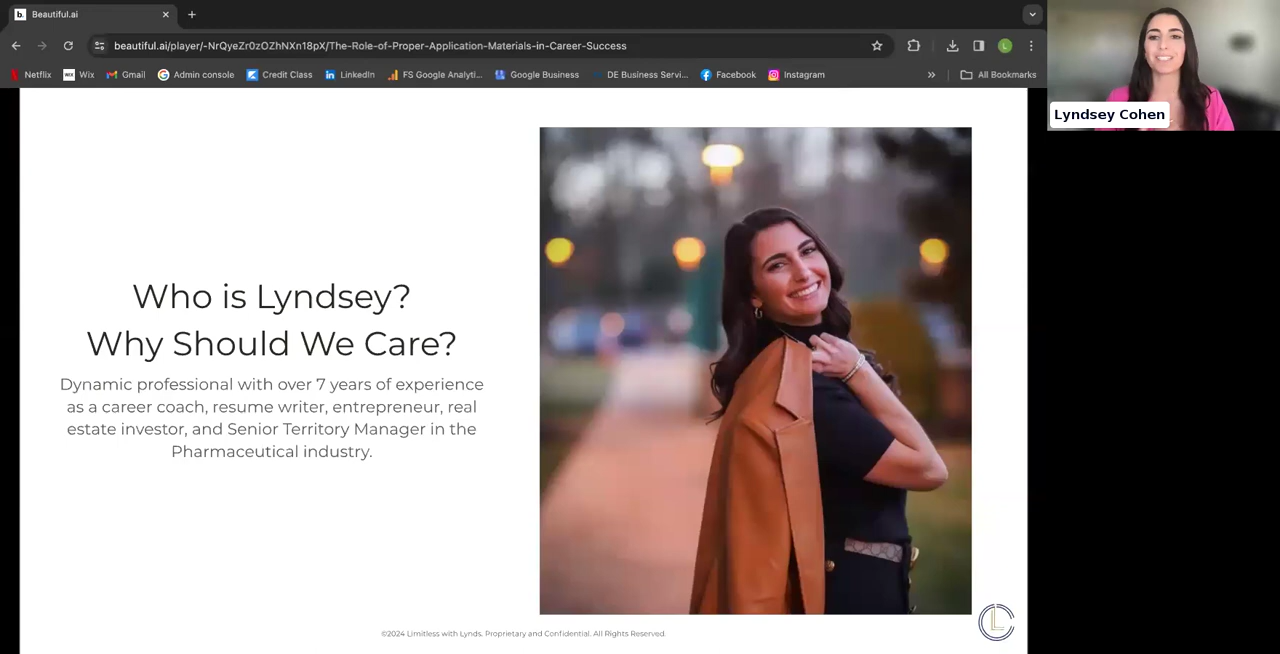 b. Beautiful.ai
beautiful.ai/player/-NrQyeZr0zOZhNXn18pX/The-Role-of-Proper-Application-Materials-in-Career-Success
L
Netflix WiX Wix Gmail Admin console Credit Class LinkedIn FS Google Analyti... Google Business DE Business Servi... Facebook Instagram » All Bookmarks
Lyndsey Cohen
Who is Lyndsey?
Why Should We Care?
Dynamic professional with over 7 years of experience
as a career coach, resume writer, entrepreneur, real
estate investor, and Senior Territory Manager in the
Pharmaceutical industry.
©2024 Limitless with Lynds. Proprietary and Confidential. All Rights Reserved.